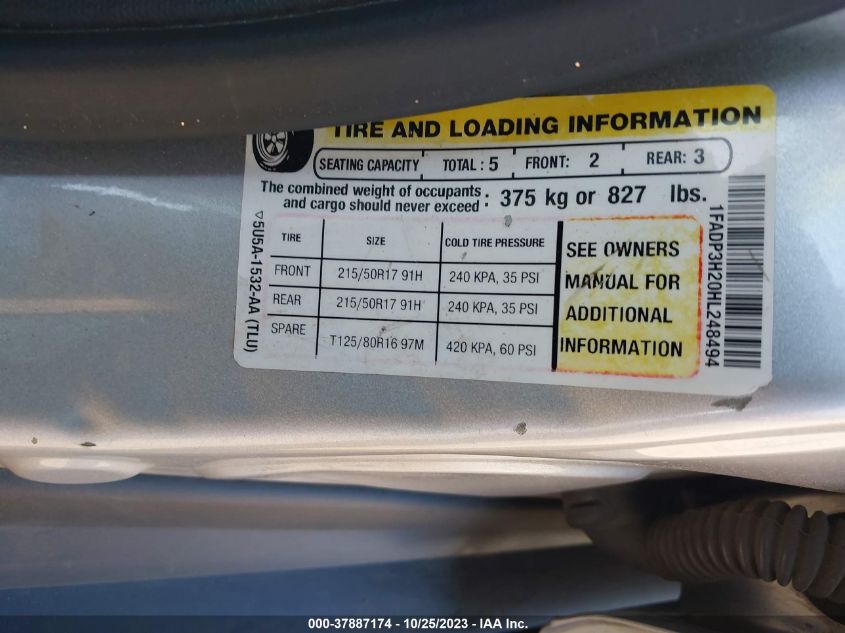 TIRE AND LOADING INFORMATION
SEATING CAPACITY TOTAL : 5 FRONT: 2 REAR: 3
The combined weight of occupants and cargo should never exceed : 375 kg or 827 lbs.
TIRE SIZE COLD TIRE PRESSURE
FRONT 215/50R17 91H 240 KPA, 35 PSI
REAR 215/50R17 91H 240 KPA, 35 PSI
SPARE T125/80R16 97M 420 KPA, 60 PSI
SEE OWNERS
MANUAL FOR
ADDITIONAL
INFORMATION
5U5A-1532-AA (TLU)
1FADP3H20HL248494
000-37887174 - 10/25/2023 - IAA Inc.